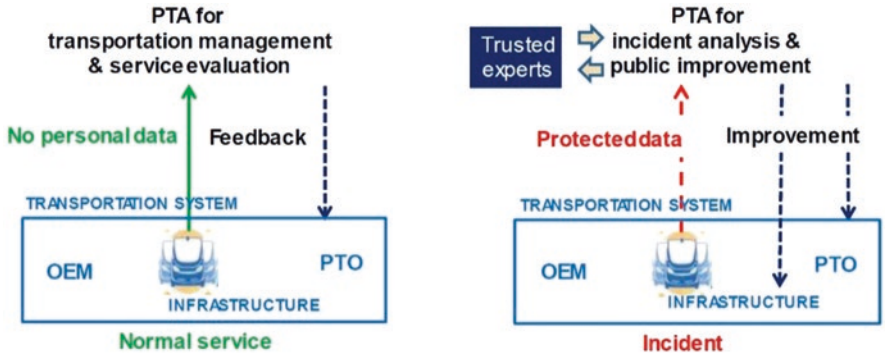 PTA for
transportation management
& service evaluation
No personal data
Feedback
TRANSPORTATION SYSTEM
OEM
PTO
INFRASTRUCTURE
Normal service
Trusted
experts
PTA for
incident analysis &
public improvement
Protected data
Improvement
TRANSPORTATION SYSTEM
OEM
PTO
INFRASTRUCTURE
Incident